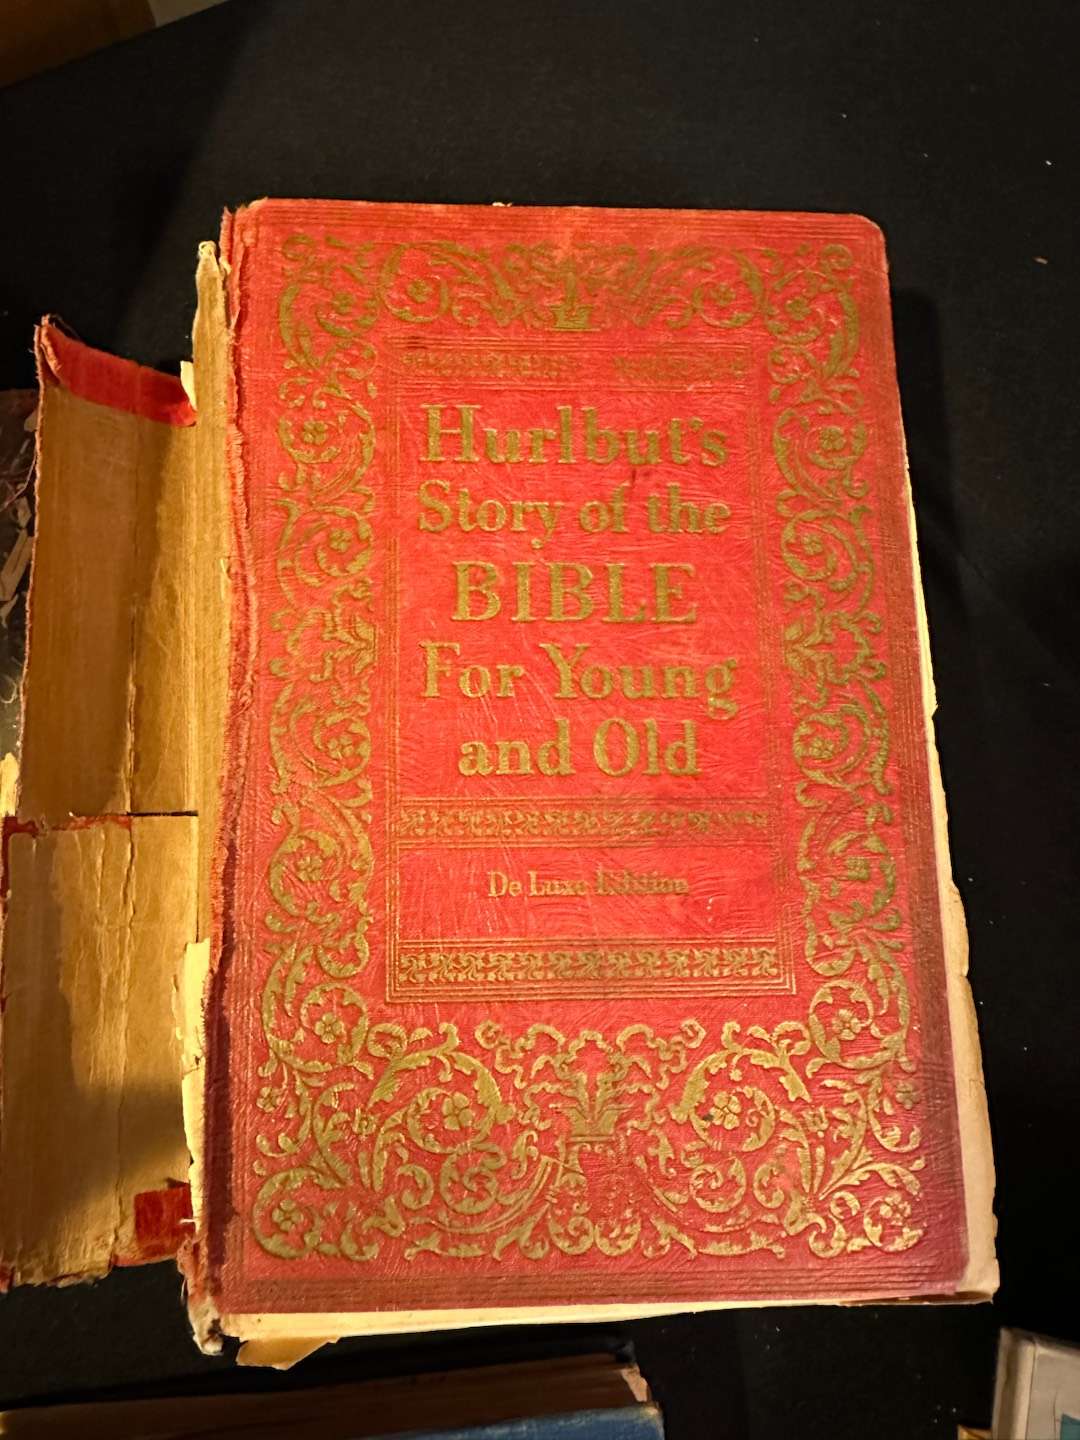 Hurlbut's
Story of the
BIBLE
For Young
and Old
De Luxe Edition